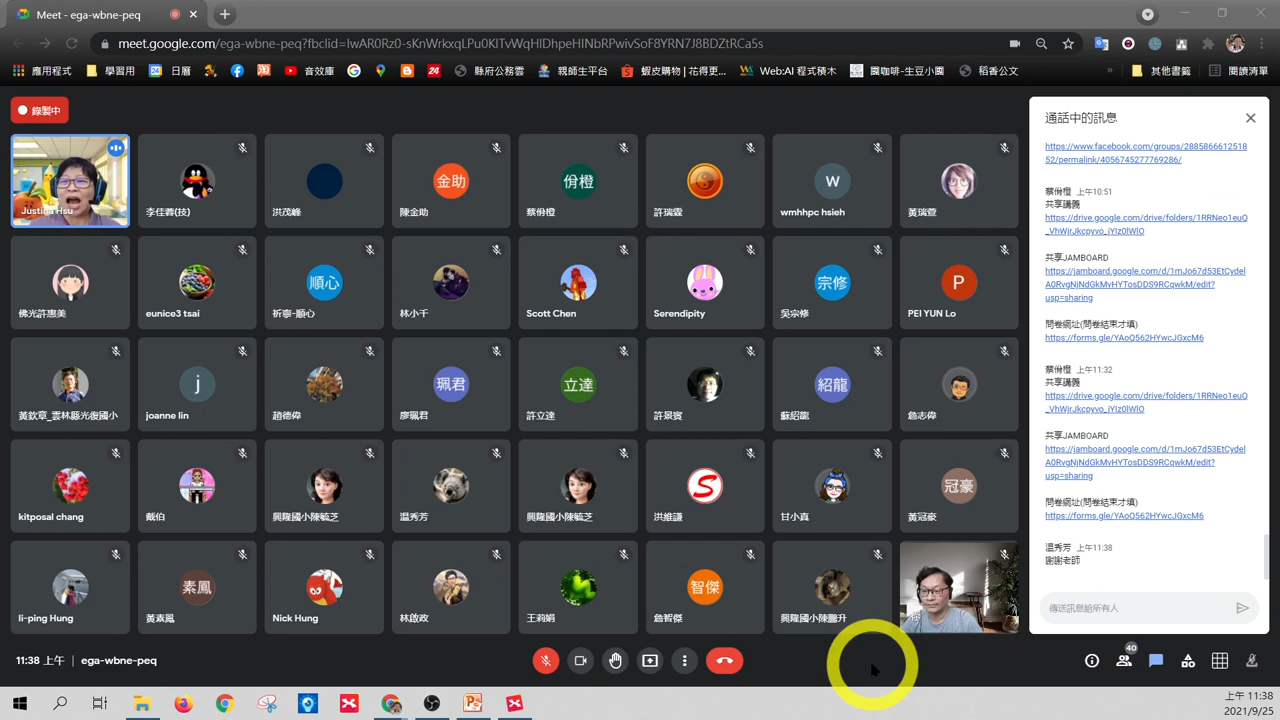 Meet - ega-wbne-peq
meet.google.com/ega-wbne-peq?fbclid=IwAR0Rz0-sKnWrkxqLPu0KITvWqHIDhpeHINbRPwivSoF8YRN7J8BDZtRCa5s
應用程式 學習用 日曆 音效庫 縣府公雲 親師生平台 蝦皮購物 | 花得更... Web:AI 程式積木 國咖啡-生豆小園 稻香公文 » 其他書籤 閱讀清單
錄製中
通話中的訊息
Justina Hsu
李佳蓉(技)
洪茂峰
金助
陳金助
佾橙
蔡佾橙
許瑞霖
W
wmhhpc hsieh
黃瑞萱
佛光許惠美
eunice3 tsai
順心
祈寧-順心
林小千
Scott Chen
Serendipity
宗修
吳宗修
P
PEI YUN Lo
黃欽章_雲林縣光復國小
j
joanne lin
趙德偉
珮君
廖珮君
立達
許立達
許景賓
紹龍
蘇紹龍
詹志偉
kitposal chang
戴伯
興隆國小陳毓芝
溫秀芳
興隆國小陳毓芝
S
甘小真
冠豪
黃冠豪
li-ping Hung
素鳳
黃素鳳
Nick Hung
林啟政
王莉婷
智傑
詹智傑
興隆國小陳鵬升
https://www.facebook.com/groups/2885866612518
52/permalink/4056745277769286/
蔡佾橙 上午10:51
共享講義
https://drive.google.com/drive/folders/1RRNeo1euQ
_VhWjrJkcpyvo_jYIz0lWlO
共享JAMBOARD
https://jamboard.google.com/d/1mJo67d53EtCydel
A0RvgNjNdGkMvHYTosDDS9RCqwkM/edit?
usp=sharing
問卷網址(問卷結束才填)
https://forms.gle/YAoQ562HYwcJGxcM6
蔡佾橙 上午11:32
共享講義
https://drive.google.com/drive/folders/1RRNeo1euQ
_VhWjrJkcpyvo_jYIz0lWlO
共享JAMBOARD
https://jamboard.google.com/d/1mJo67d53EtCydel
A0RvgNjNdGkMvHYTosDDS9RCqwkM/edit?
usp=sharing
問卷網址(問卷結束才填)
https://forms.gle/YAoQ562HYwcJGxcM6
溫秀芳 上午11:38
謝謝老師
傳送訊息給所有人
11:38 上午 | ega-wbne-peq
40
上午 11:38
2021/9/25